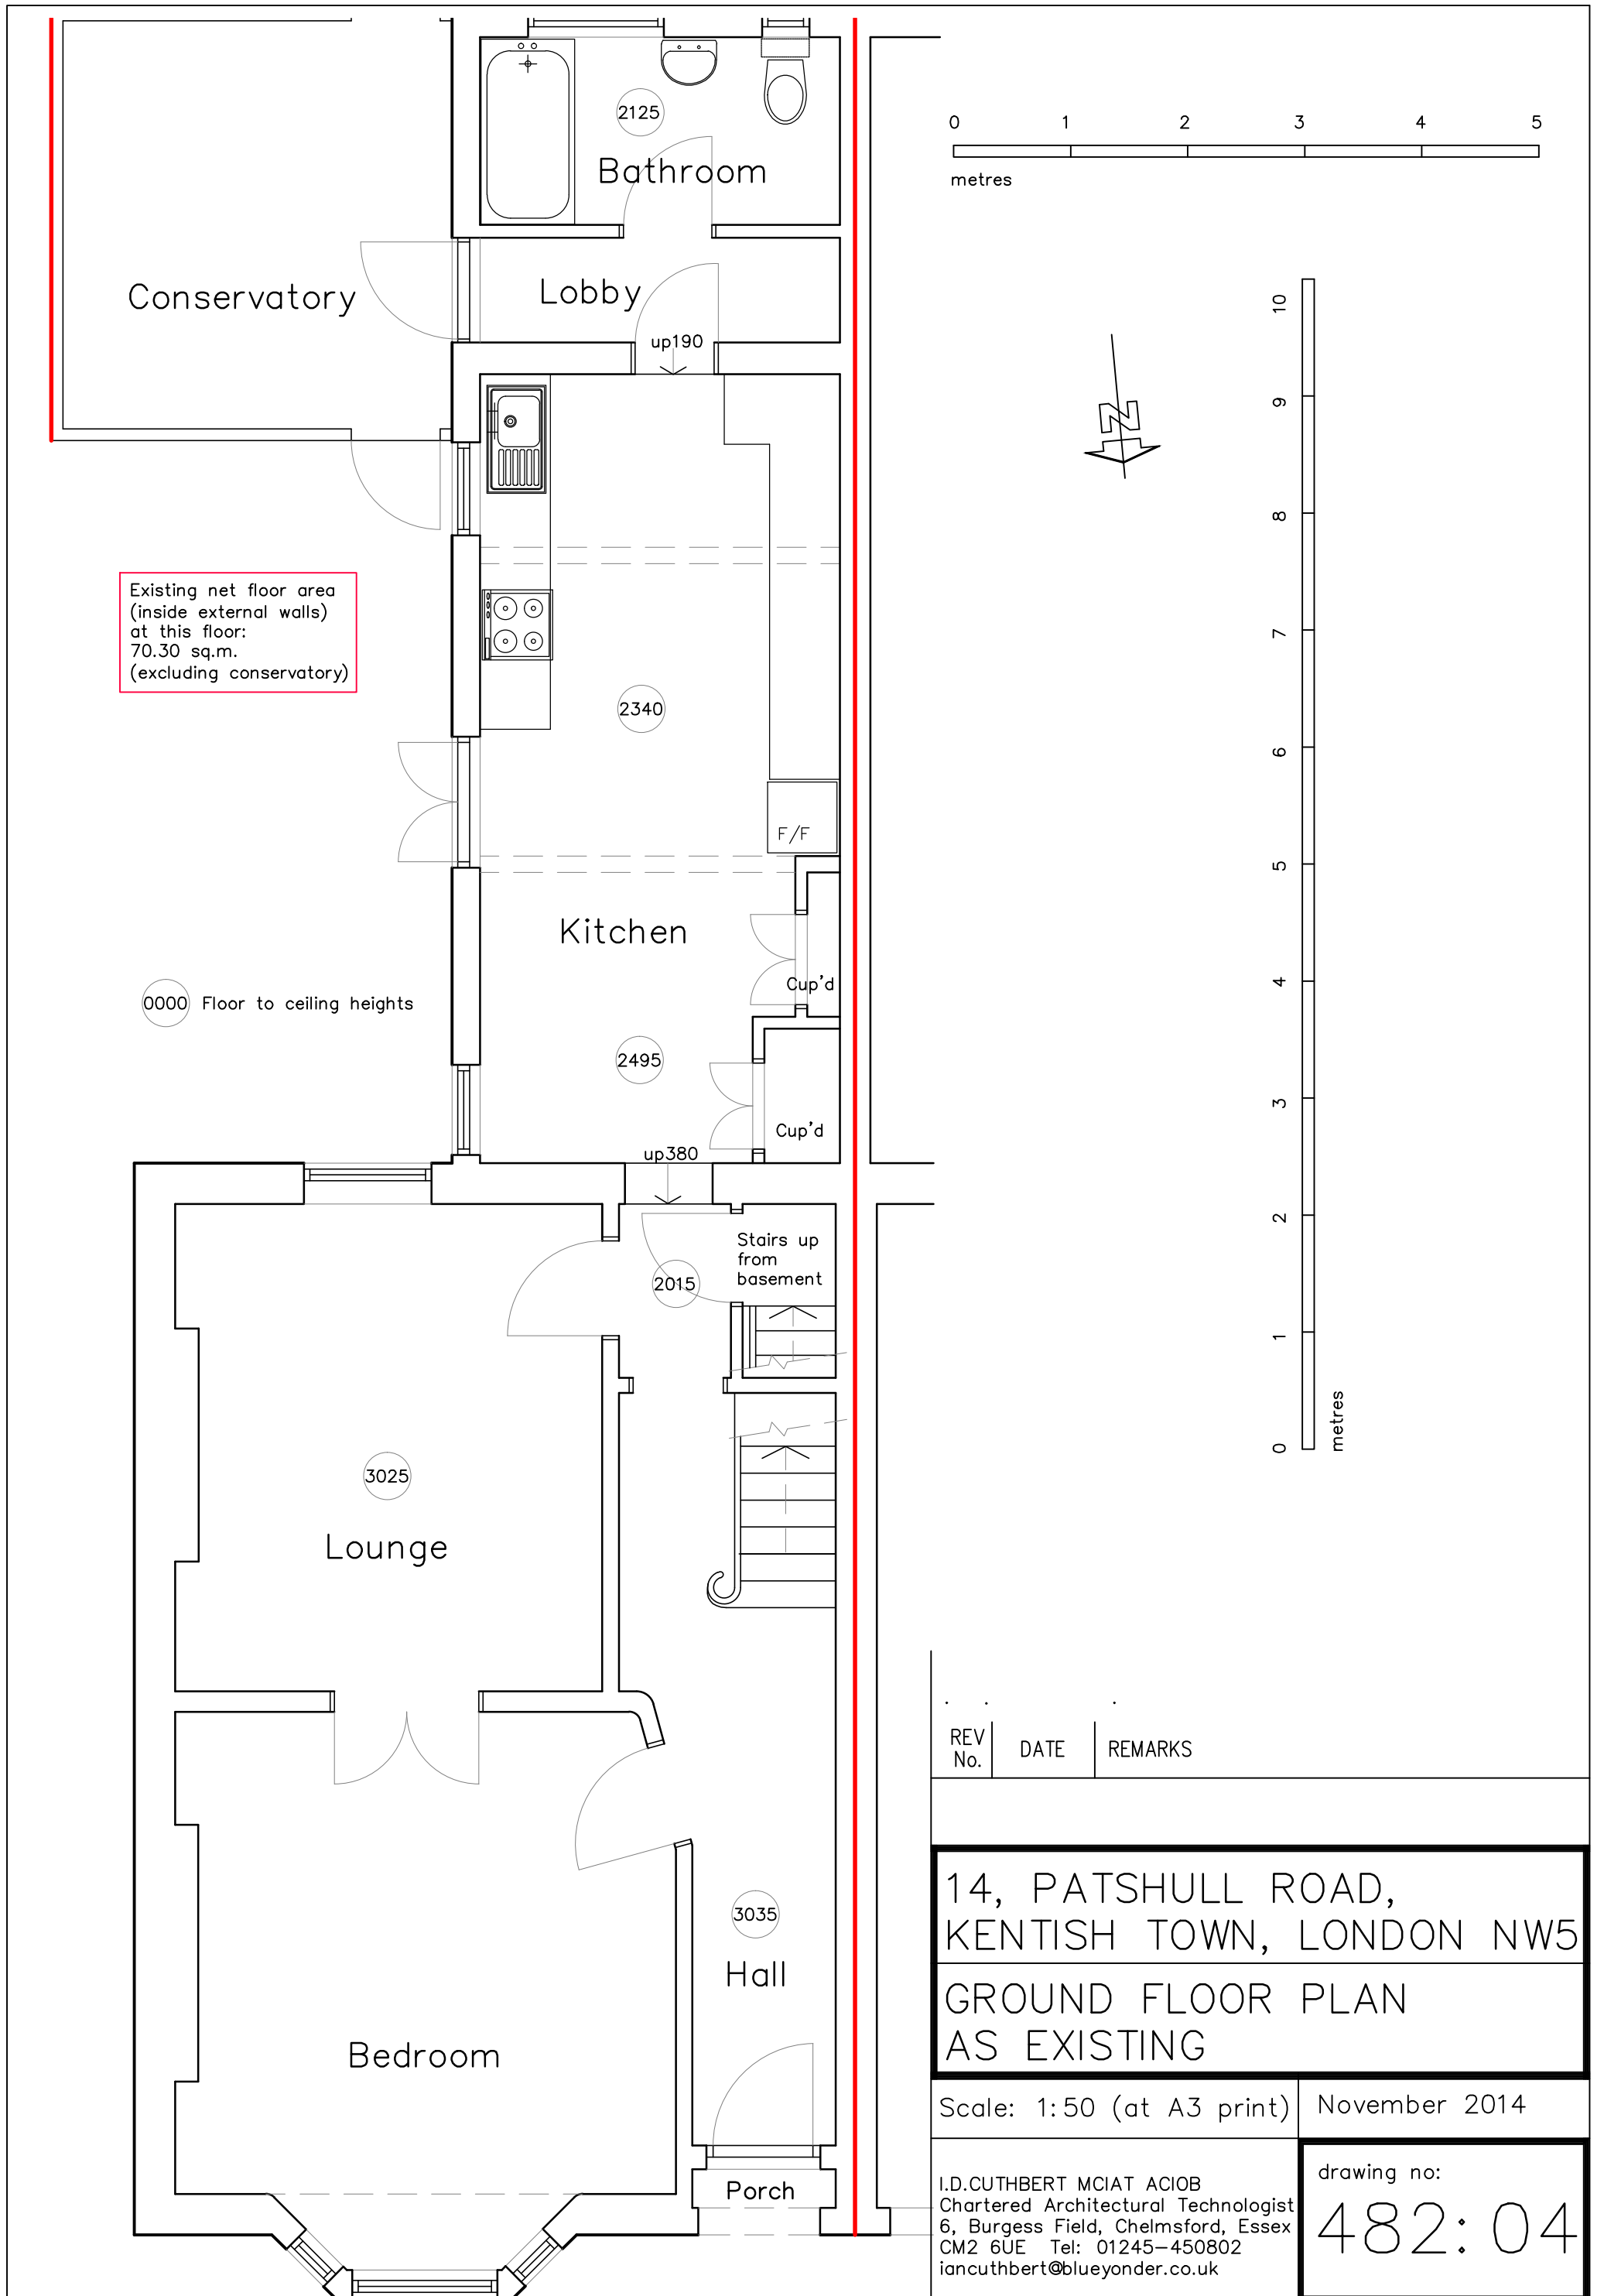 2125
Bathroom
0 1 2 3 4 5
metres
Conservatory
Lobby
up190
N
10
9
8
7
6
5
4
3
2
1
0
metres
Existing net floor area
(inside external walls)
at this floor:
70.30 sq.m.
(excluding conservatory)
2340
F/F
Kitchen
Cup'd
0000 Floor to ceiling heights
2495
Cup'd
up380
Stairs up
from
basement
2015
3025
Lounge
3035
Hall
Bedroom
Porch
REV
No.
DATE
REMARKS
14, PATSHULL ROAD,
KENTISH TOWN, LONDON NW5
GROUND FLOOR PLAN
AS EXISTING
Scale: 1:50 (at A3 print)
November 2014
I.D.CUTHBERT MCIAT ACIOB
Chartered Architectural Technologist
6, Burgess Field, Chelmsford, Essex
CM2 6UE Tel: 01245-450802
iancuthbert@blueyonder.co.uk
drawing no:
482:04